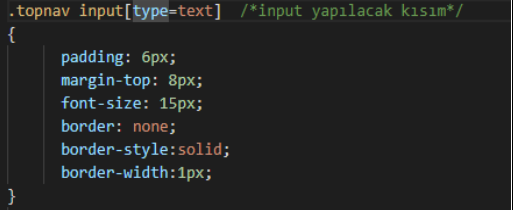 .topnav input[type=text]  /*input yapılacak kısım*/
{
padding: 6px;
margin-top: 8px;
font-size: 15px;
border: none;
border-style:solid;
border-width:1px;
}